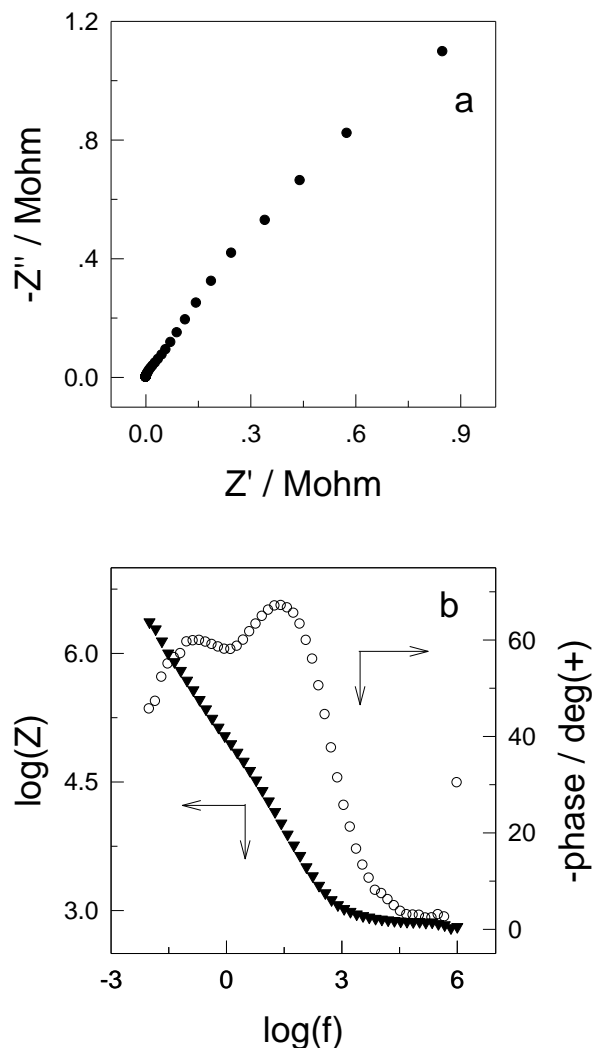 1.2
.8
.4
0.0
-Z" / Mohm
a
0.0 .3 .6 .9
Z' / Mohm
b
6.0
4.5
3.0
log(Z)
60
40
20
0
-phase / deg(+)
-3 0 3 6
log(f)